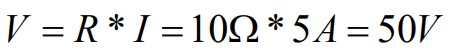 V = R * I = 10Ω * 5A = 50V